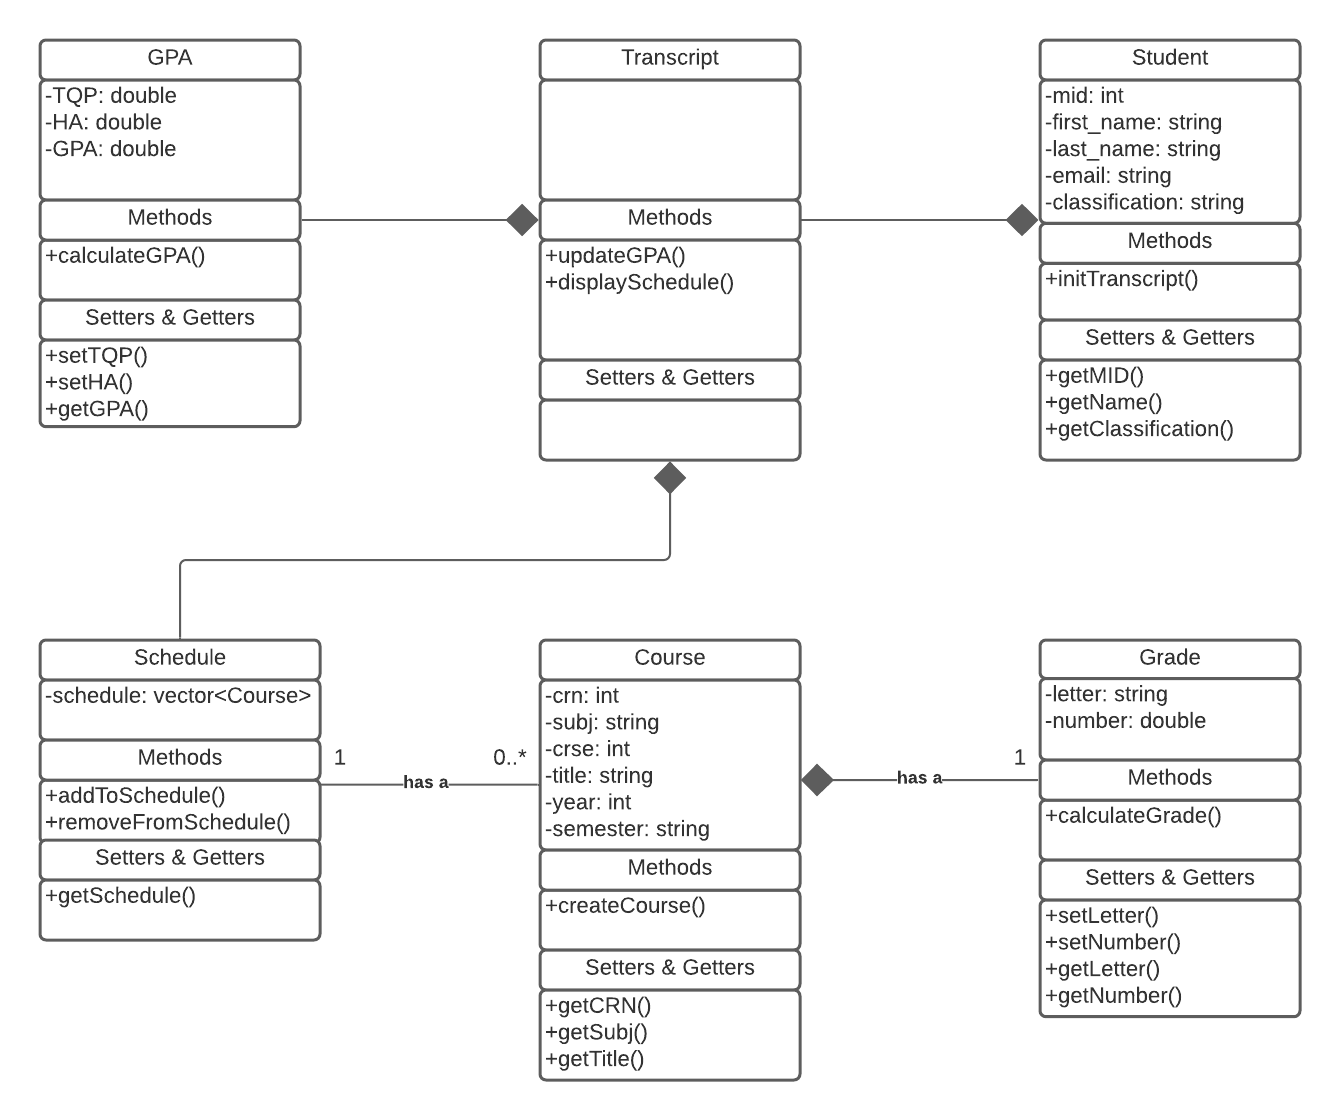 GPA
-TQP: double
-HA: double
-GPA: double
Methods
+calculateGPA()
Setters & Getters
+setTQP()
+setHA()
+getGPA()
Transcript
Methods
+updateGPA()
+displaySchedule()
Setters & Getters
Student
-mid: int
-first_name: string
-last_name: string
-email: string
-classification: string
Methods
+initTranscript()
Setters & Getters
+getMID()
+getName()
+getClassification()
Schedule
-schedule: vector<Course>
Methods
+addToSchedule()
+removeFromSchedule()
Setters & Getters
+getSchedule()
1
has a
0..*
Course
-crn: int
-subj: string
-crse: int
-title: string
-year: int
-semester: string
Methods
+createCourse()
Setters & Getters
+getCRN()
+getSubj()
+getTitle()
has a
1
Grade
-letter: string
-number: double
Methods
+calculateGrade()
Setters & Getters
+setLetter()
+setNumber()
+getLetter()
+getNumber()